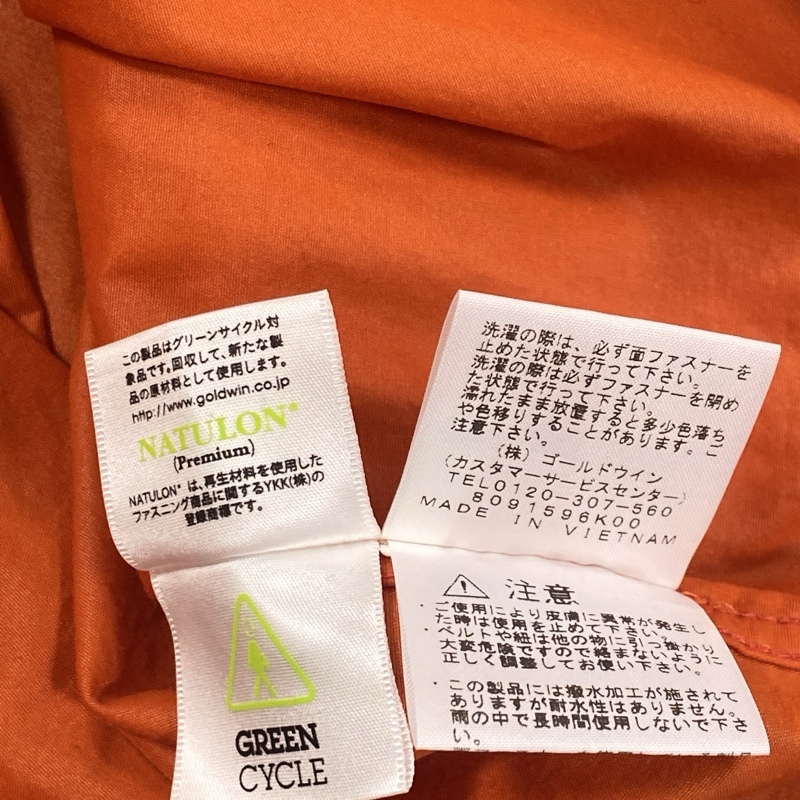 この製品はグリーンサイクル対
象品です。回収して、新たな製
品の原材料として使用します。
http://www.goldwin.co.jp
NATULON®
(Premium)
NATULON®は、再生材料を使用した
ファスニング商品に関するYKK(株)の
登録商標です。
GREEN
CYCLE
洗濯の際は、必ず面ファスナーを
止めた状態で行って下さい。
洗濯の際は必ずファスナーを閉め
た状態で行って下さい。
濡れたまま放置すると多少色落ち
や色移りすることがあります。ご
注意下さい。
(株) ゴールドウイン
(カスタマーサービスセンター)
TEL0120-307-560
8091596K00
MADE IN VIETNAM
注意
・ご使用により皮膚に異常が発生し
た時は使用を止めて下さい。
・ベルトや紐は他の物に引っ掛かり
大変危険ですので絡まないように
正しく調整してお使い下さい。
・この製品には撥水加工が施されて
ありますが耐水性はありません。
雨の中で長時間使用しないで下さ
い。